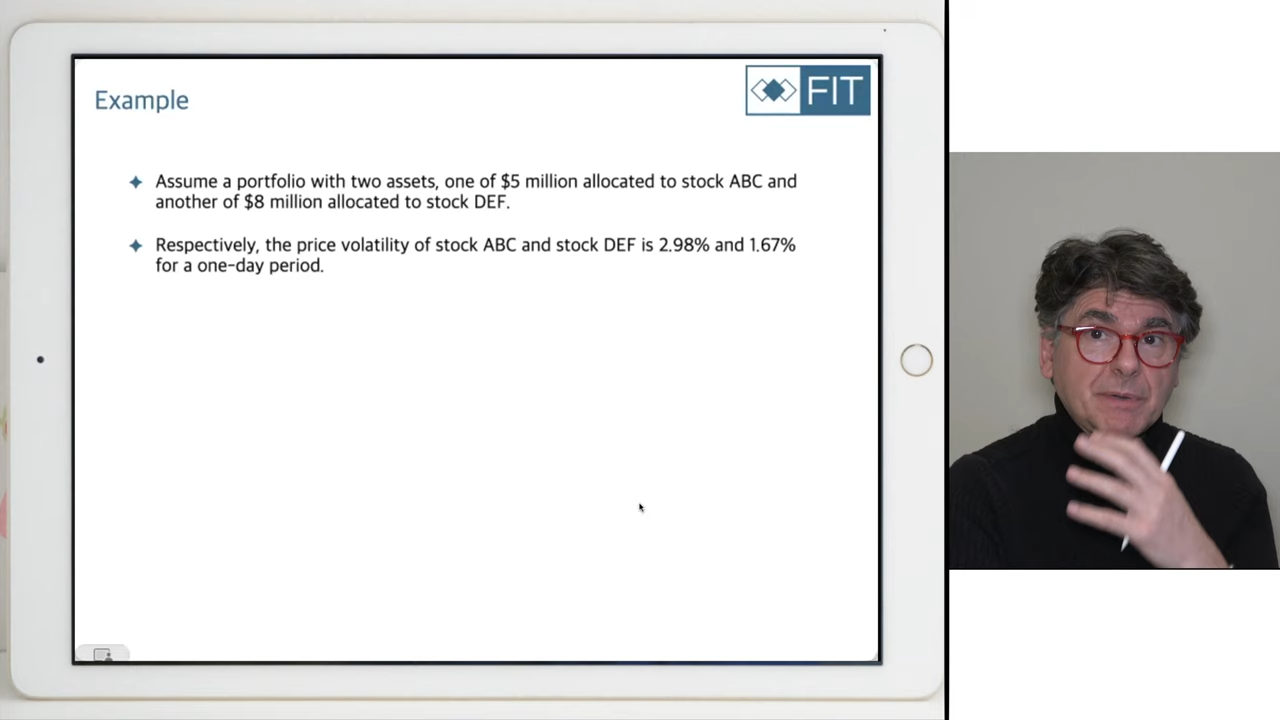 Example
FIT
Assume a portfolio with two assets, one of $5 million allocated to stock ABC and
another of $8 million allocated to stock DEF.
Respectively, the price volatility of stock ABC and stock DEF is 2.98% and 1.67%
for a one-day period.